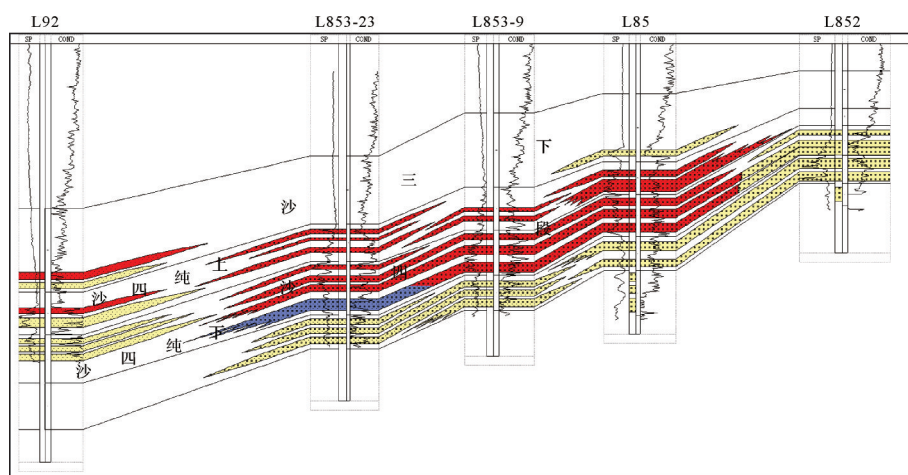 L92 L853-23 L853-9 L85 L852
SP COND SP COND SP COND SP COND SP COND
沙 三 下 段
沙 四 纯 上
沙 四
沙 四 纯 下